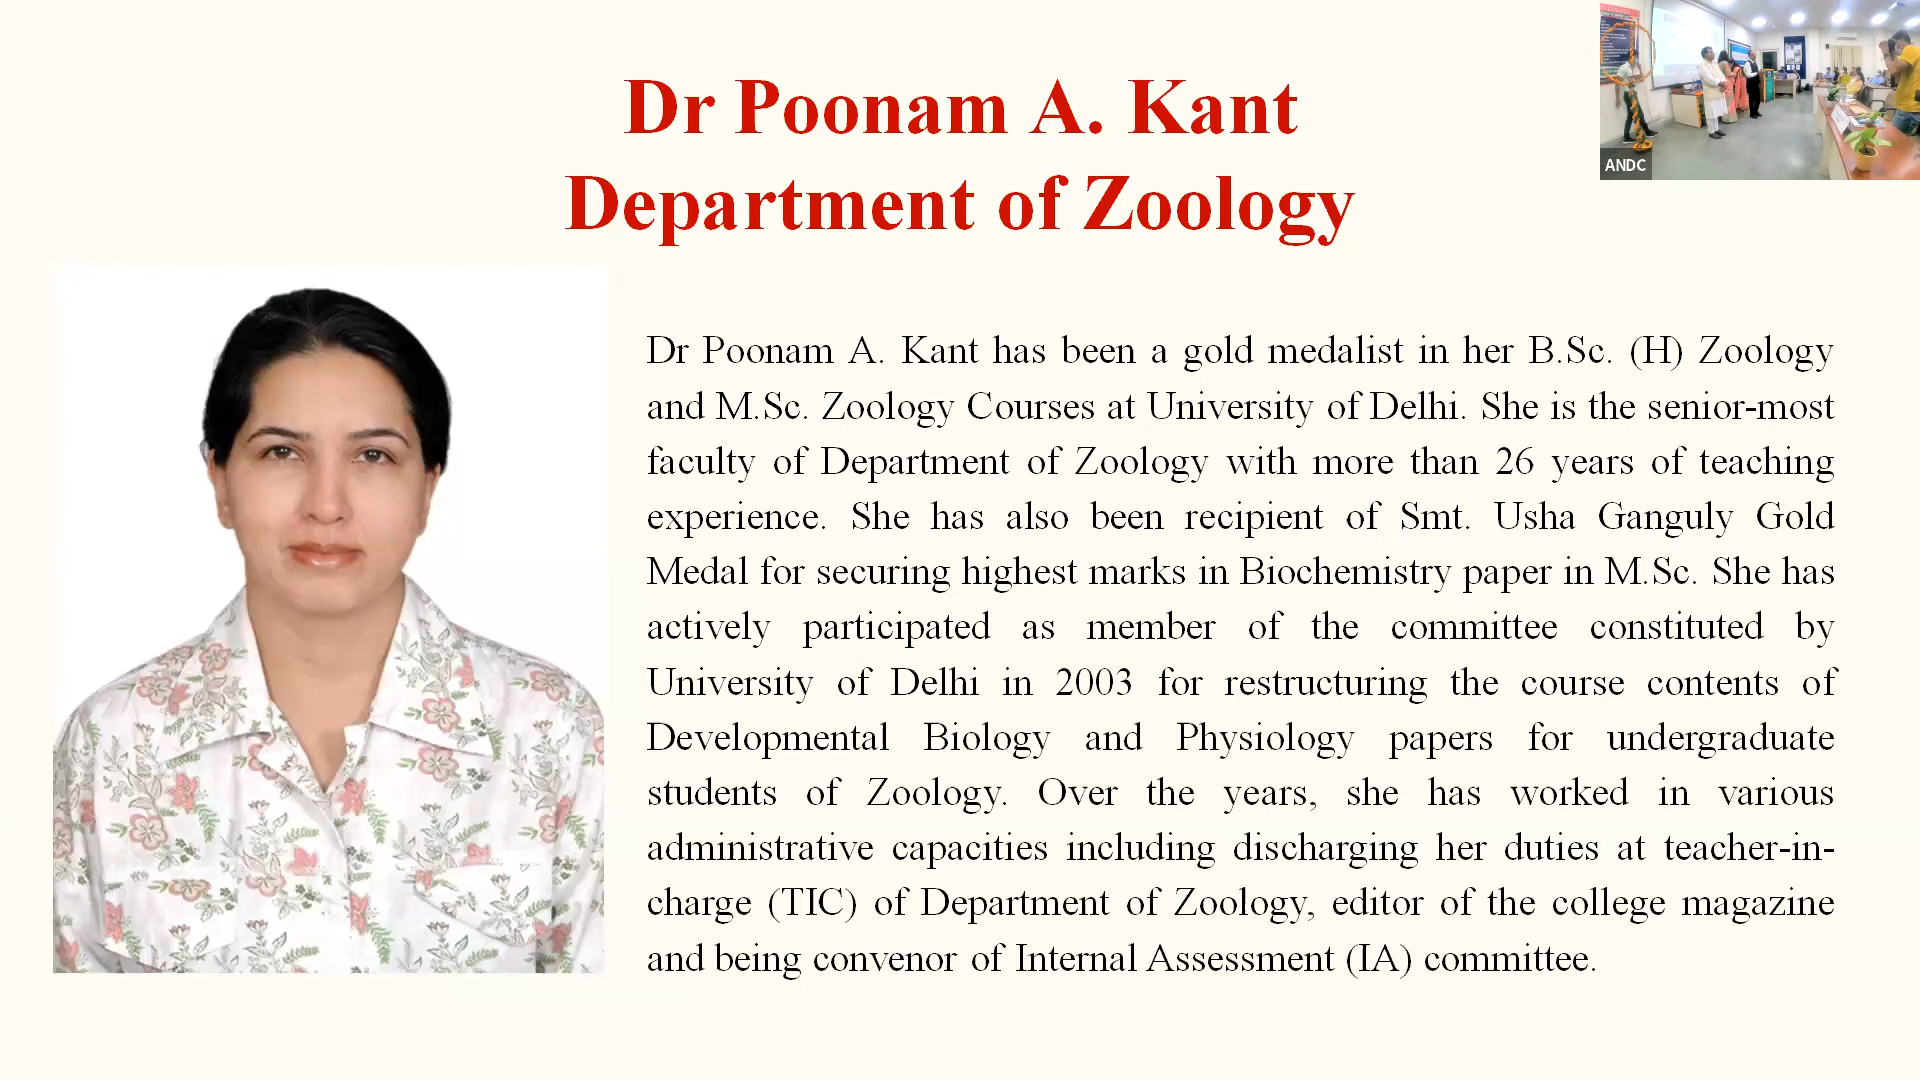 Dr Poonam A. Kant
Department of Zoology
ANDC
Dr Poonam A. Kant has been a gold medalist in her B.Sc. (H) Zoology
and M.Sc. Zoology Courses at University of Delhi. She is the senior-most
faculty of Department of Zoology with more than 26 years of teaching
experience. She has also been recipient of Smt. Usha Ganguly Gold
Medal for securing highest marks in Biochemistry paper in M.Sc. She has
actively participated as member of the committee constituted by
University of Delhi in 2003 for restructuring the course contents of
Developmental Biology and Physiology papers for undergraduate
students of Zoology. Over the years, she has worked in various
administrative capacities including discharging her duties at teacher-in-
charge (TIC) of Department of Zoology, editor of the college magazine
and being convenor of Internal Assessment (IA) committee.